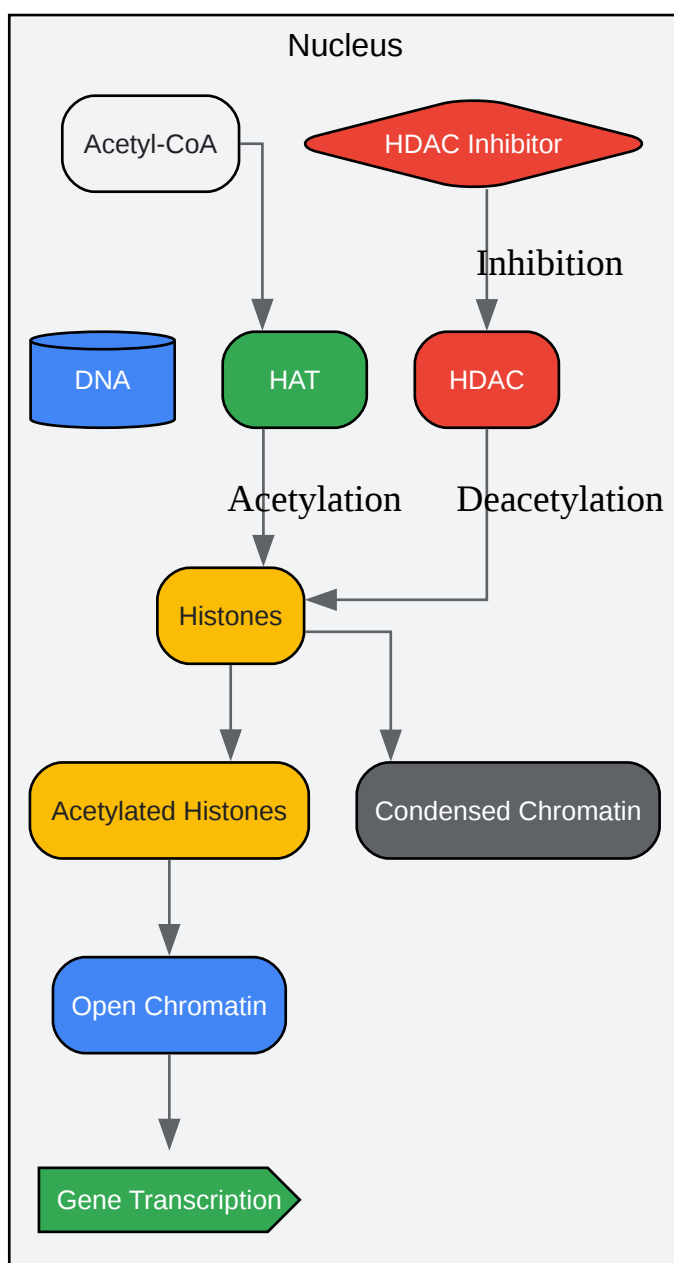 Nucleus
Acetyl-CoA
HDAC Inhibitor
Inhibition
DNA
HAT
HDAC
Acetylation
Deacetylation
Histones
Acetylated Histones
Condensed Chromatin
Open Chromatin
Gene Transcription